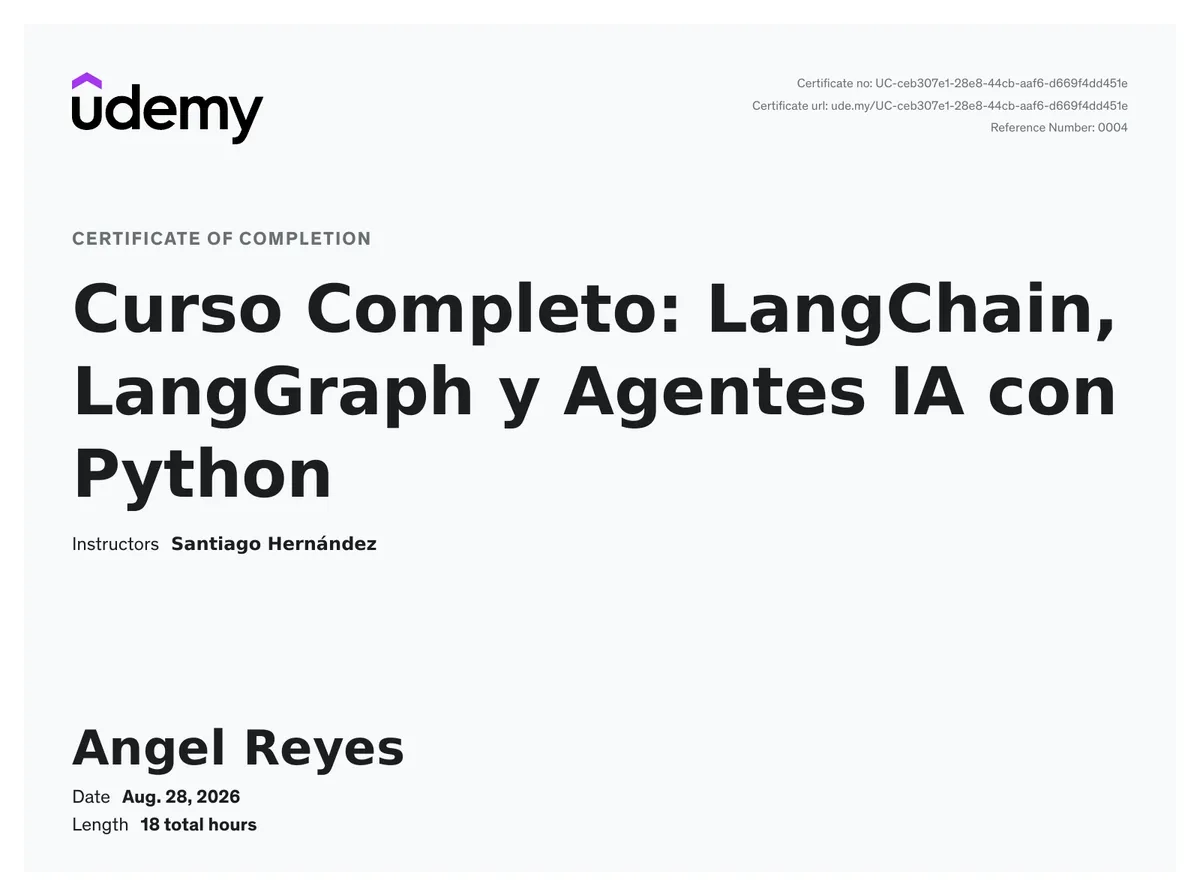 udemy
Certificate no: UC-ceb307e1-28e8-44cb-aaf6-d669f4dd451e
Certificate url: ude.my/UC-ceb307e1-28e8-44cb-aaf6-d669f4dd451e
Reference Number: 0004
CERTIFICATE OF COMPLETION
Curso Completo: LangChain,
LangGraph y Agentes IA con
Python
Instructors Santiago Hernández
Angel Reyes
Date Aug. 28, 2026
Length 18 total hours